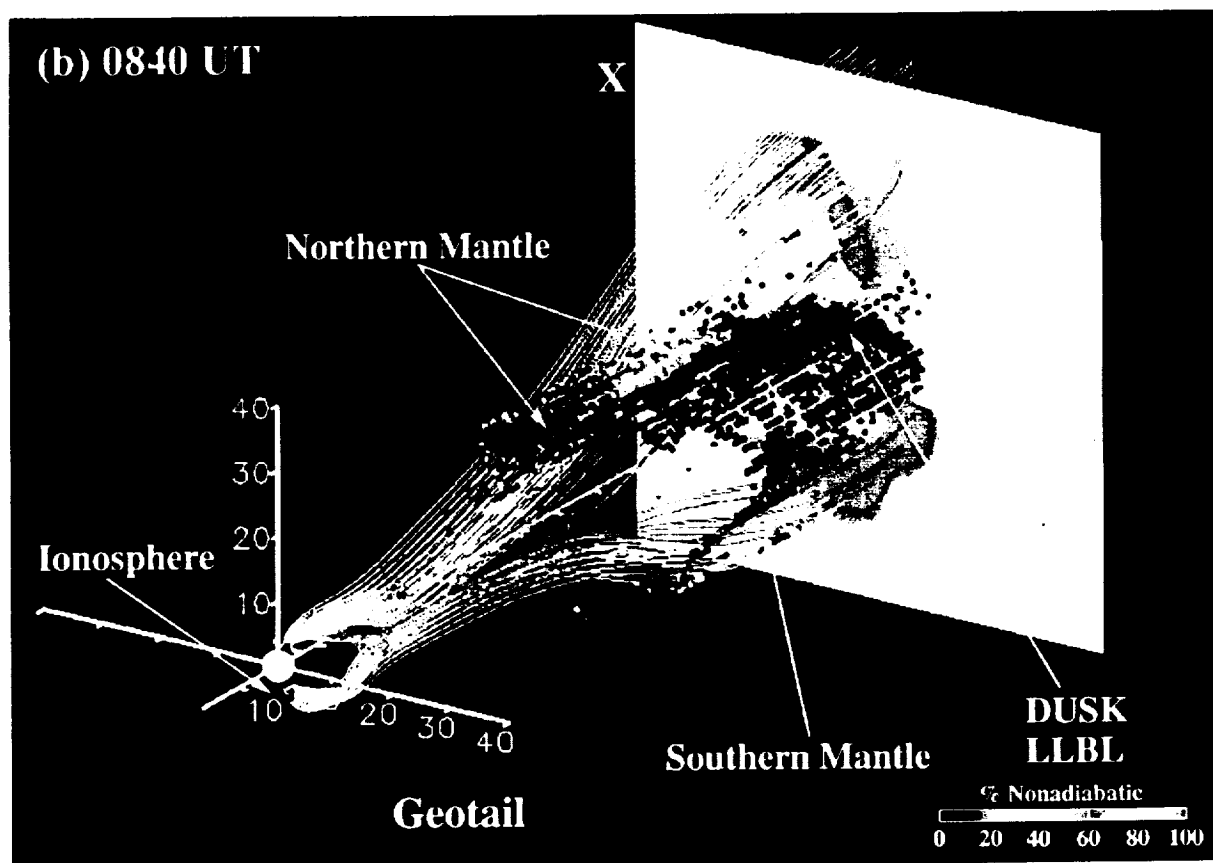 (b) 0840 UT
X
Northern Mantle
40
30
20
10
Ionosphere
10
20
30
40
Southern Mantle
DUSK
LLBL
Geotail
% Nonadiabatic
0 20 40 60 80 100